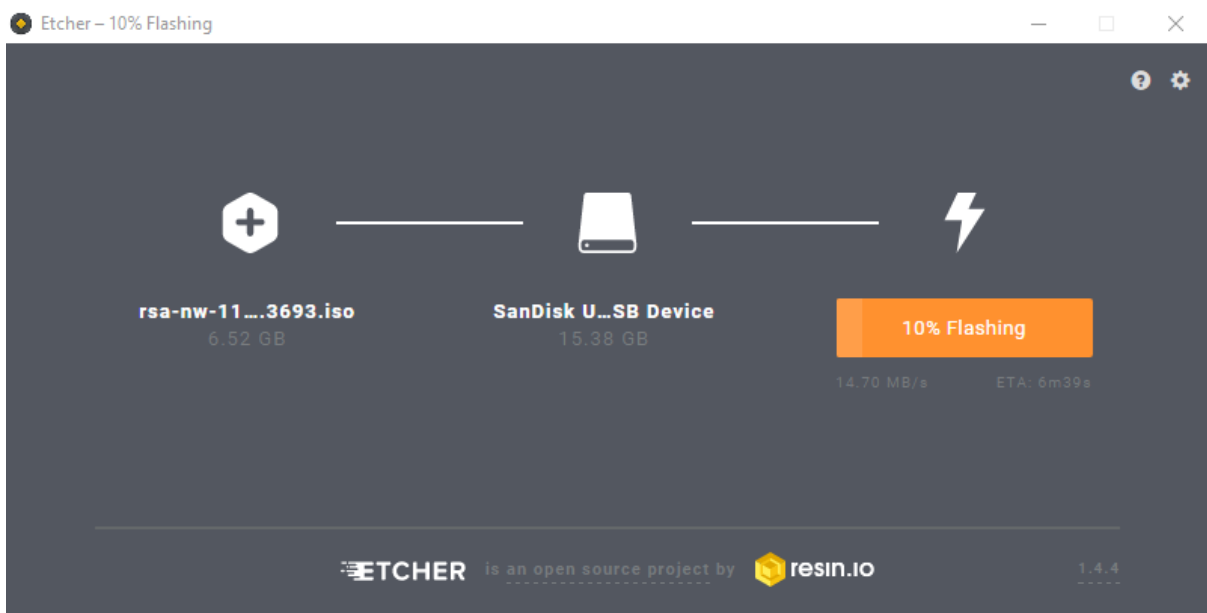 Etcher – 10% Flashing
rsa-nw-11….3693.iso
6.52 GB
SanDisk U…SB Device
15.38 GB
10% Flashing
14.70 MB/s
ETA: 6m39s
ETCHER is an open source project by resin.io
1.4.4